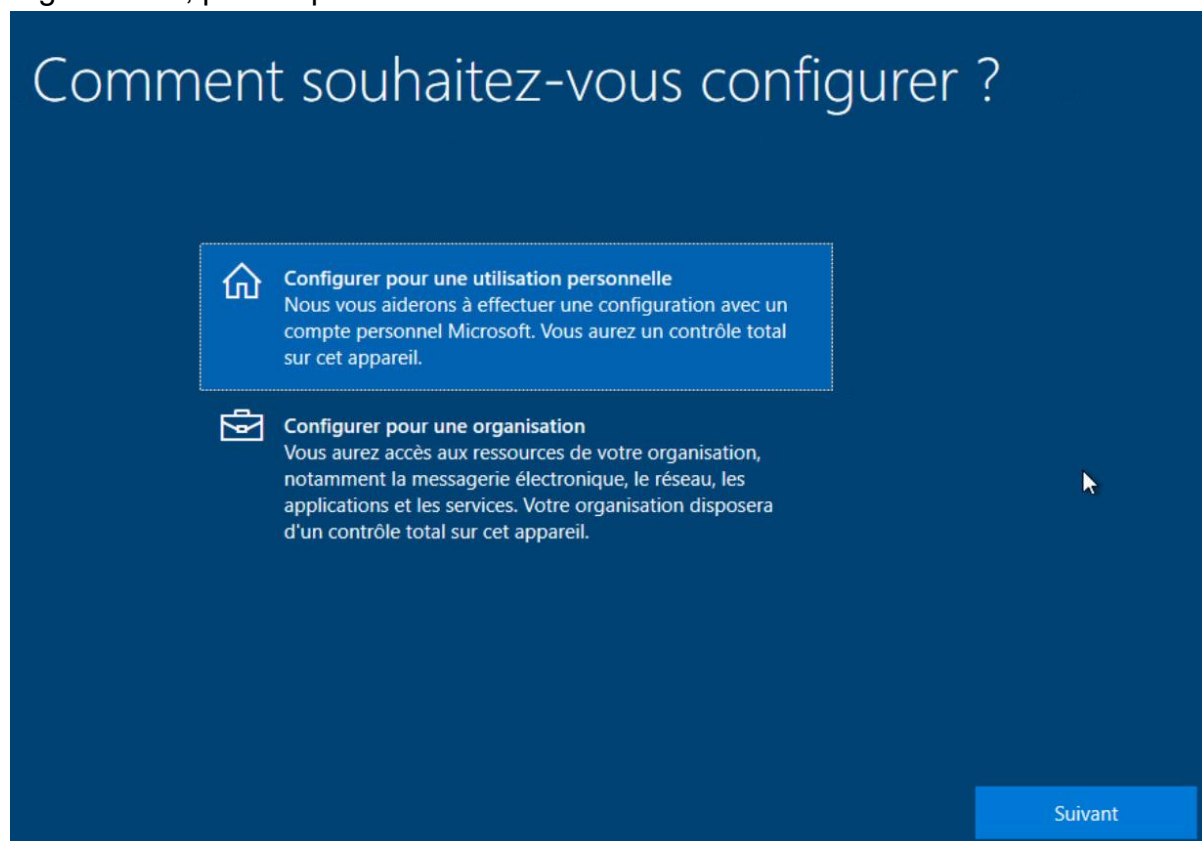 Comment souhaitez-vous configurer ?
Configurer pour une utilisation personnelle
Nous vous aiderons à effectuer une configuration avec un
compte personnel Microsoft. Vous aurez un contrôle total
sur cet appareil.
Configurer pour une organisation
Vous aurez accès aux ressources de votre organisation,
notamment la messagerie électronique, le réseau, les
applications et les services. Votre organisation disposera
d'un contrôle total sur cet appareil.
Suivant